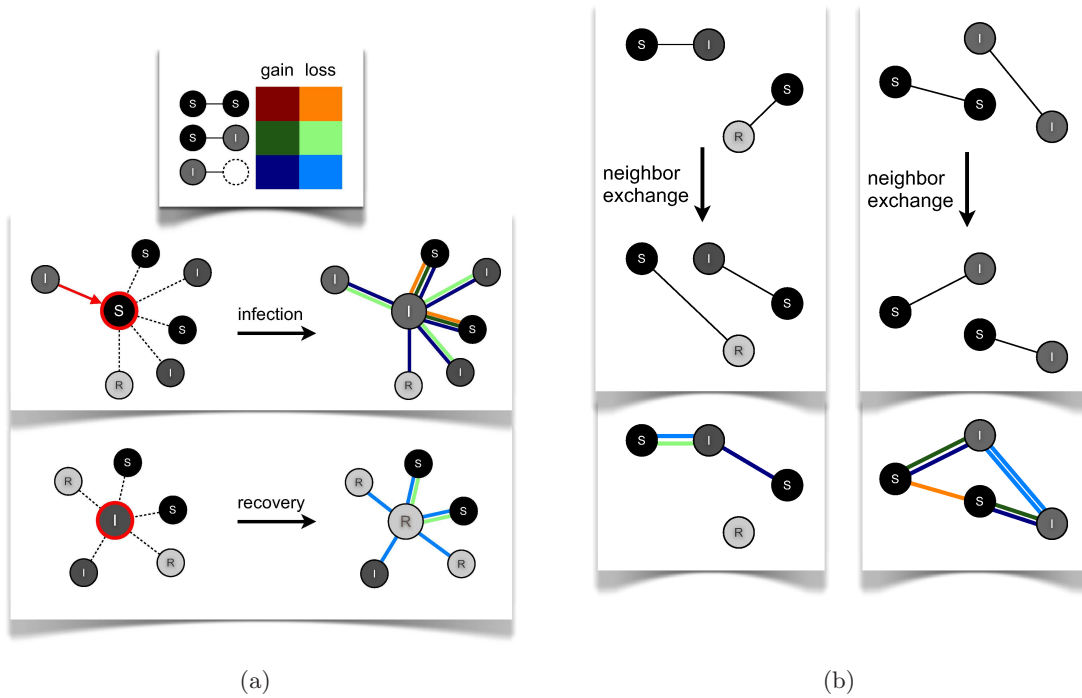 gain loss
S S
S I
I
I S I
S
S
I
R
infection
S
I I
I
S
I
R
R S
I S
I R
recovery
S
R
R S
R
I
(a)
S I
S
R
neighbor
exchange
S I
S
R
S I
S
R
I
S
S
I
neighbor
exchange
I
S
S
I
I
S
S
I
(b)